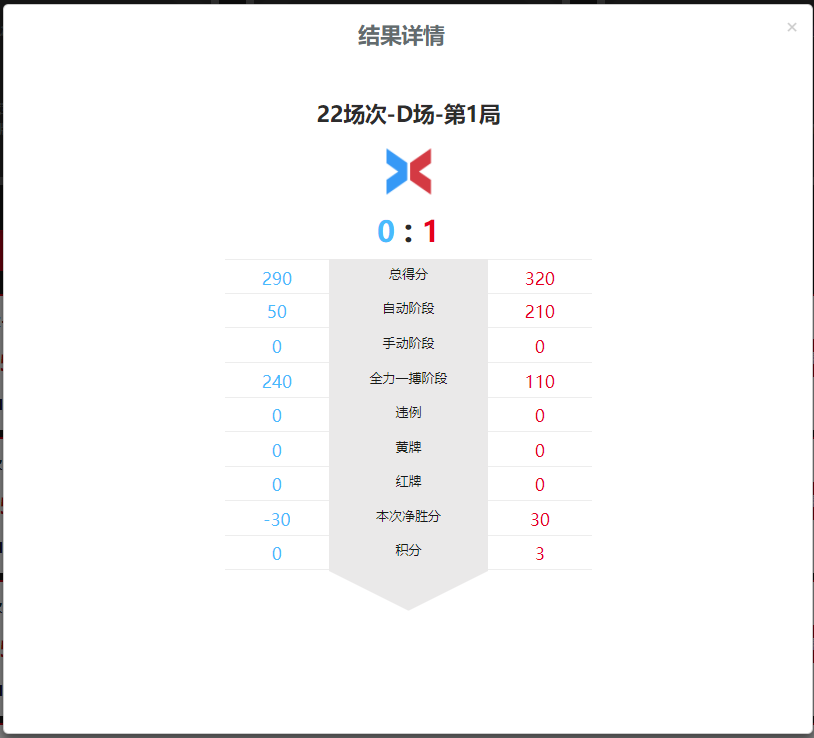 结果详情
×
22场次-D场-第1局
0 : 1
290 总得分 320
50 自动阶段 210
0 手动阶段 0
240 全力一搏阶段 110
0 违例 0
0 黄牌 0
0 红牌 0
-30 本次净胜分 30
0 积分 3